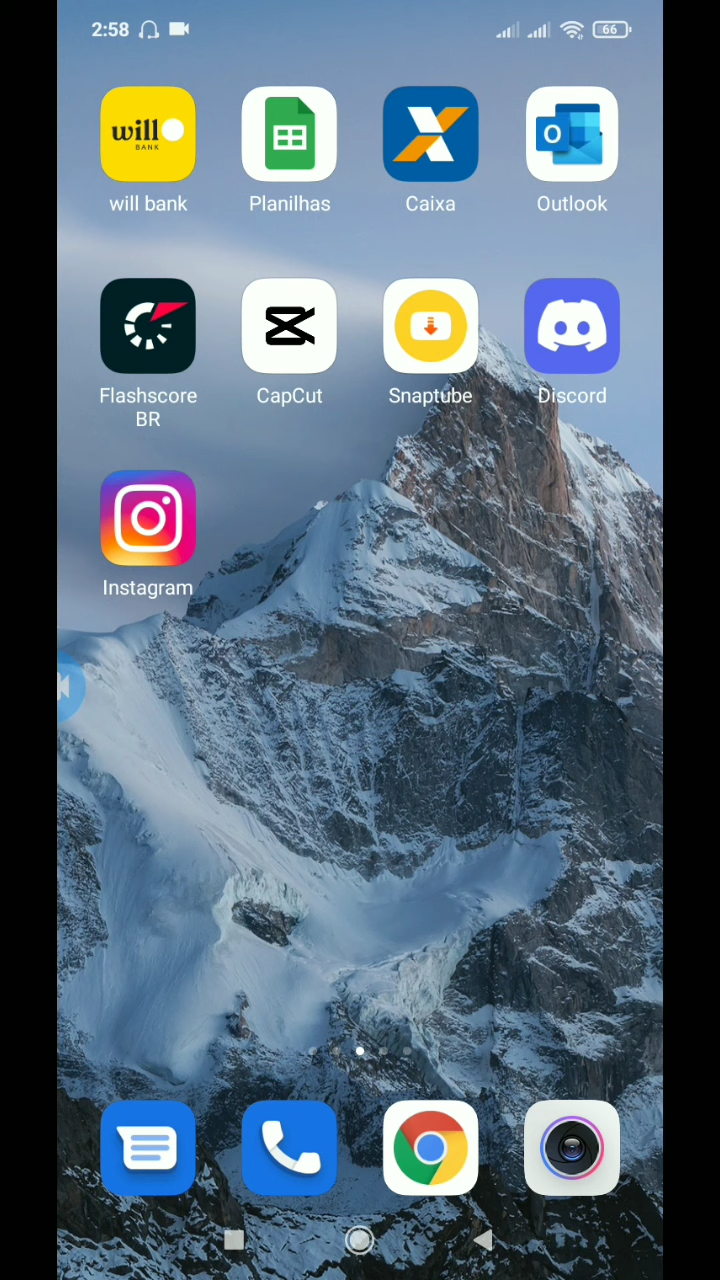 2:58
66
will
BANK
will bank
Planilhas
Caixa
O
Outlook
Flashscore
BR
CapCut
Snaptube
Discord
Instagram